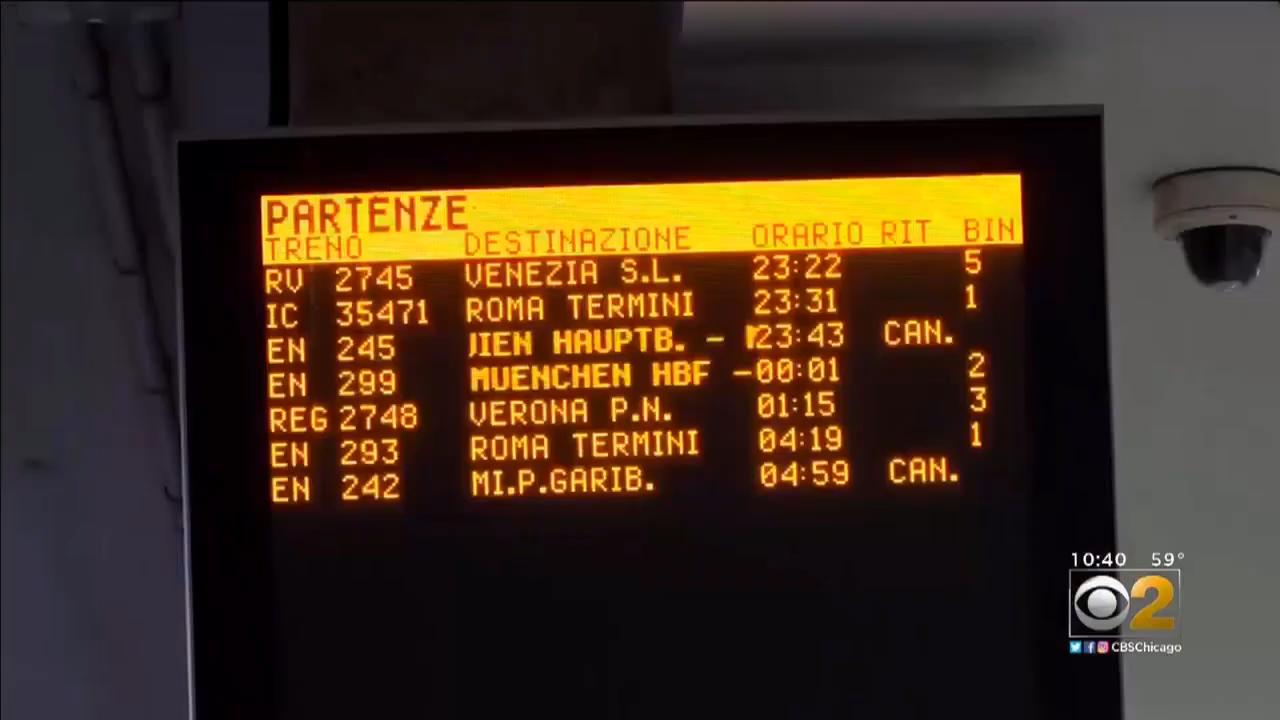 PARTENZE
TRENO DESTINAZIONE ORARIO RIT BIN
RV 2745 VENEZIA S.L. 23:22 5
IC 35471 ROMA TERMINI 23:31 1
EN 245 IEN HAUPTB. - 23:43 CAN.
EN 299 MUENCHEN HBF - 00:01 2
REG 2748 VERONA P.N. 01:15 3
EN 293 ROMA TERMINI 04:19 1
EN 242 MI.P.GARIB. 04:59 CAN.
10:40 59°
2
CBSChicago